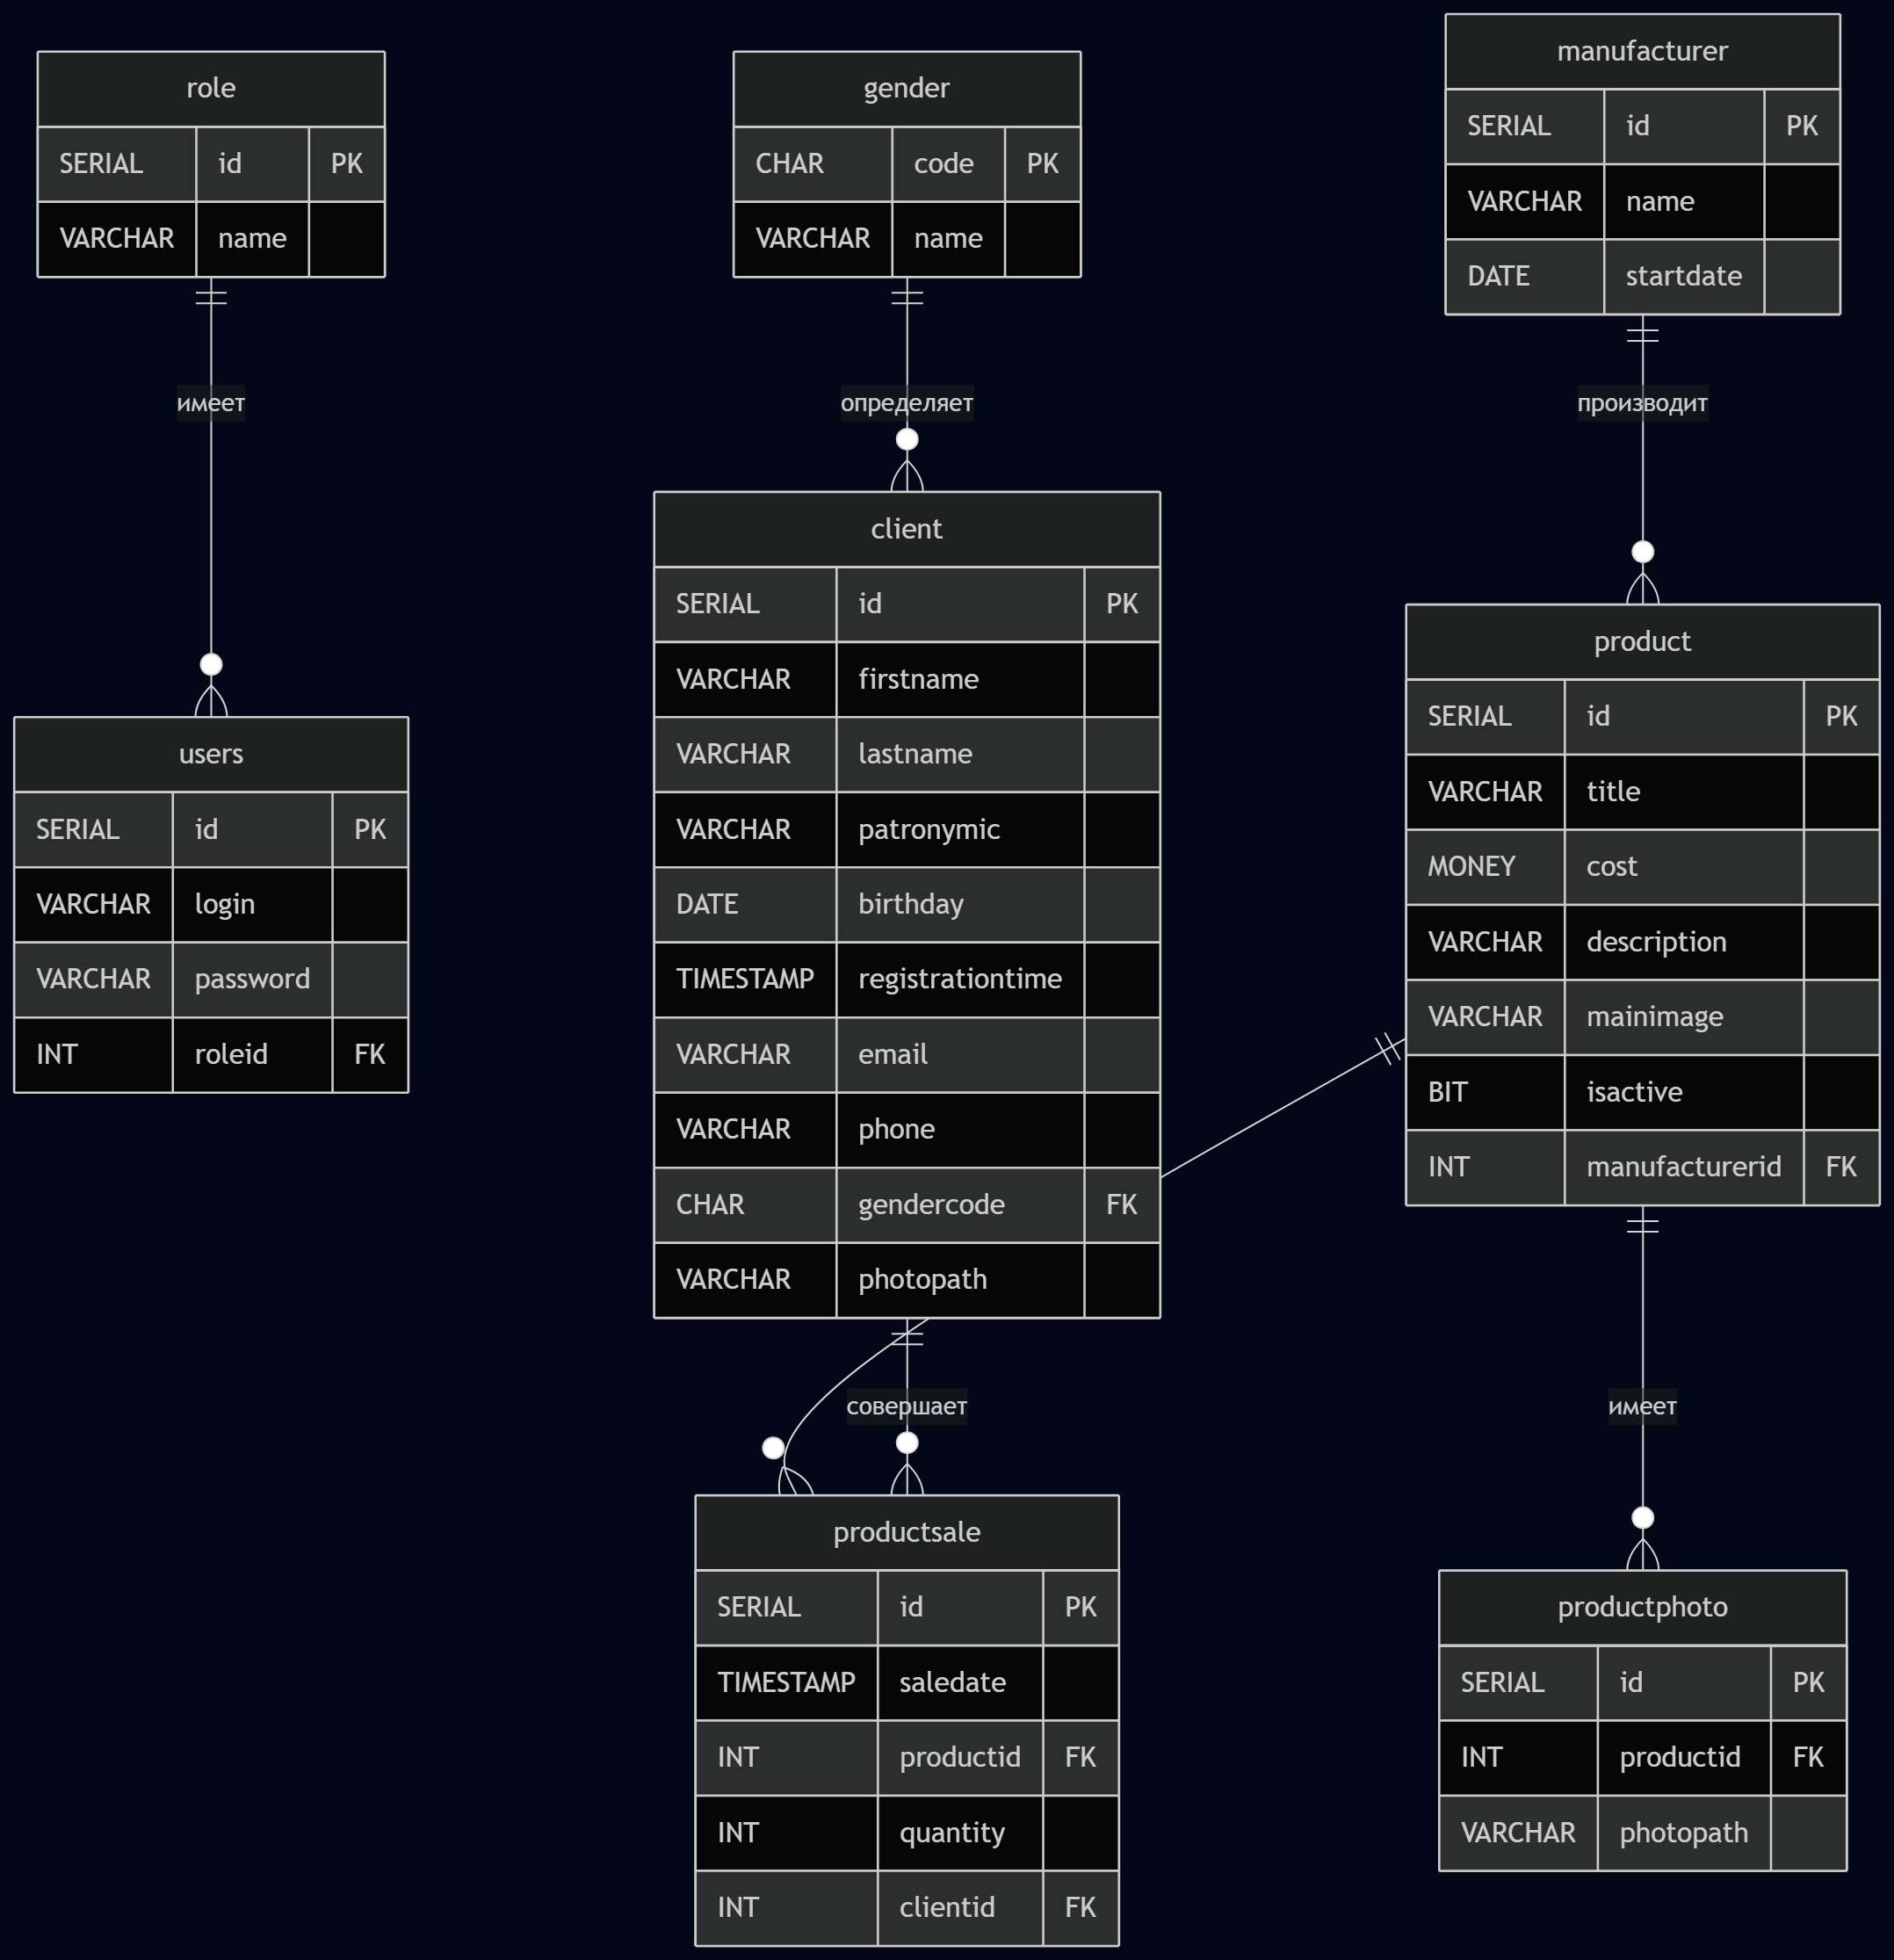 role
SERIAL id PK
VARCHAR name
имеет
users
SERIAL id PK
VARCHAR login
VARCHAR password
INT roleid FK
gender
CHAR code PK
VARCHAR name
определяет
client
SERIAL id PK
VARCHAR firstname
VARCHAR lastname
VARCHAR patronymic
DATE birthday
TIMESTAMP registrationtime
VARCHAR email
VARCHAR phone
CHAR gendercode FK
VARCHAR photopath
совершает
productsale
SERIAL id PK
TIMESTAMP saledate
INT productid FK
INT quantity
INT clientid FK
manufacturer
SERIAL id PK
VARCHAR name
DATE startdate
производит
product
SERIAL id PK
VARCHAR title
MONEY cost
VARCHAR description
VARCHAR mainimage
BIT isactive
INT manufacturerid FK
имеет
productphoto
SERIAL id PK
INT productid FK
VARCHAR photopath